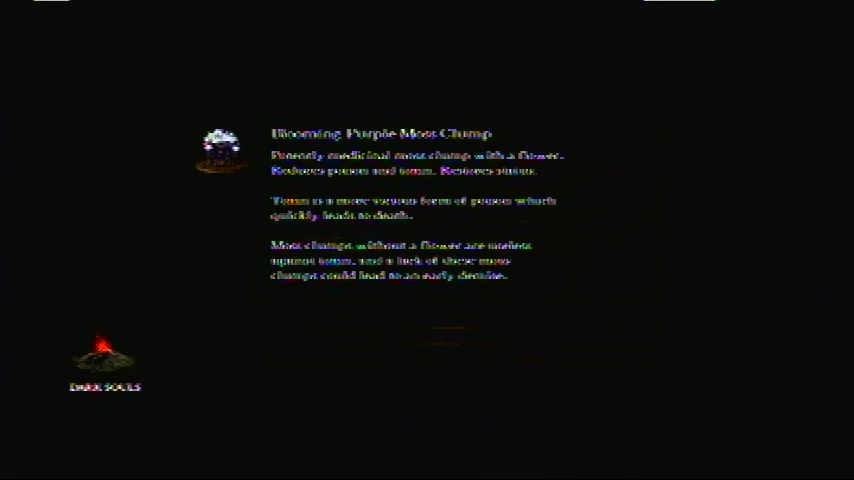 Blooming Purple Moss Clump
Potently medicinal moss clump with a flower.
Reduces poison and toxin. Restores status.
Toxin is a more vicious form of poison which
quickly leads to death.
Moss clumps without a flower are useless
against toxin, and a lack of these moss
clumps could lead to an early demise.
DARK SOULS